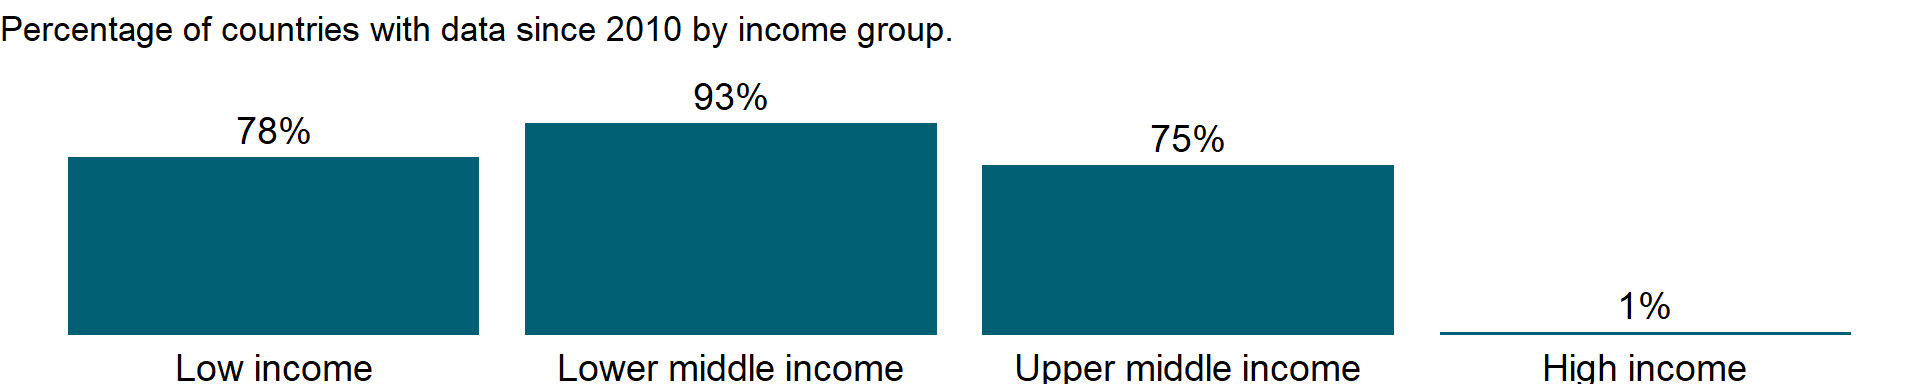 Percentage of countries with data since 2010 by income group.
93%
78%
75%
1%
Low income
Lower middle income
Upper middle income
High income